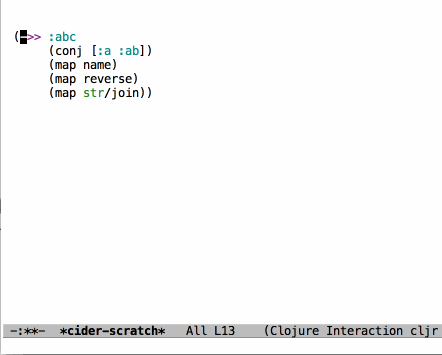 (->> :abc
     (conj [:a :ab])
     (map name)
     (map reverse)
     (map str/join))
-:**-  *cider-scratch*   All L13    (Clojure Interaction cljr